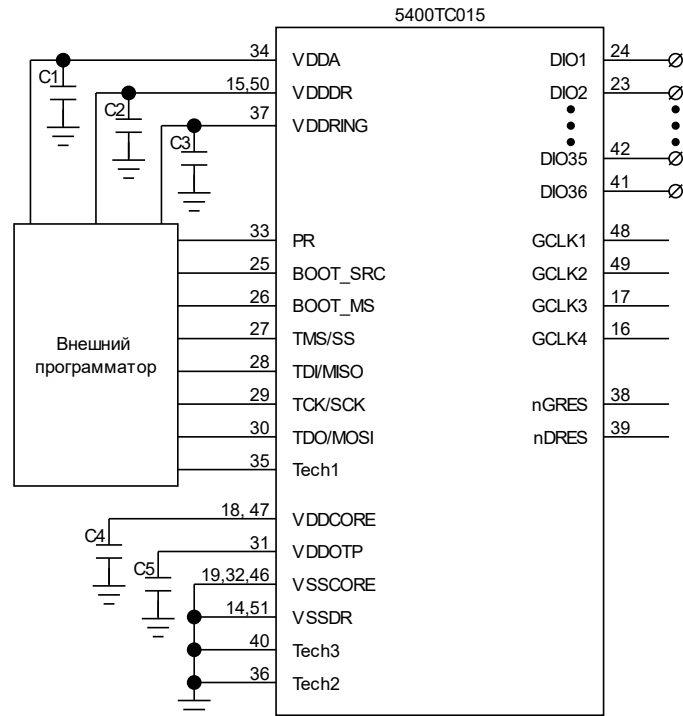 5400TC015
34 VDDA DIO1 24
C1
15,50 VDDDR DIO2 23
C2
37 VDDRING
C3
DIO35 42
DIO36 41
33 PR GCLK1 48
25 BOOT_SRC GCLK2 49
26 BOOT_MS GCLK3 17
27 TMS/SS GCLK4 16
Внешний
программатор
28 TDI/MISO
29 TCK/SCK nGRES 38
30 TDO/MOSI nDRES 39
35 Tech1
18, 47 VDDCORE
C4
31 VDDOTP
C5
19,32,46 VSSCORE
14,51 VSSDR
40 Tech3
36 Tech2